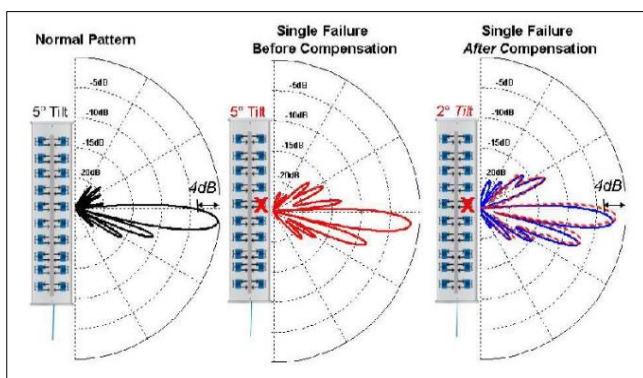 Normal Pattern
5° Tilt
-5dB
-10dB
-15dB
20dB
4dB
Single Failure
Before Compensation
5° Tilt
-5dB
-10dB
-15dB
20dB
X
Single Failure
After Compensation
2° Tilt
-5dB
-10dB
-15dB
20dB
4dB
X